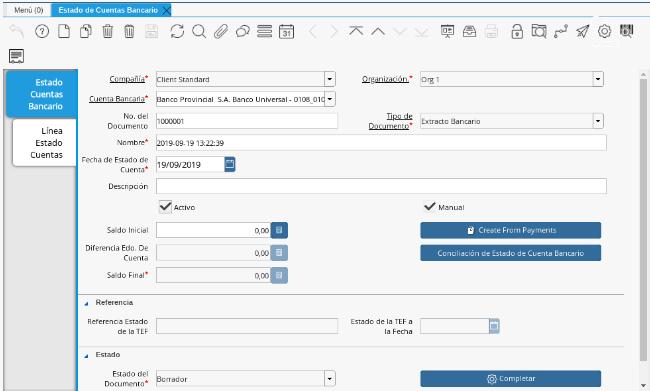 Menú (0)
Estado de Cuentas Bancario
31
Estado
Cuentas
Bancario
Línea
Estado
Cuentas
Compañía*
Client Standard
Organización.*
Org 1
Cuenta Bancaria*
Banco Provincial S.A. Banco Universal - 0108_010
No. del
Documento
1000001
Tipo de
Documento*
Extracto Bancario
Nombre*
2019-09-19 13:22:39
Fecha de Estado de
Cuenta*
19/09/2019
Descripción
Activo
Manual
Saldo Inicial
0,00
Create From Payments
Diferencia Edo. De
Cuenta
0,00
Conciliación de Estado de Cuenta Bancario
Saldo Final*
0,00
Referencia
Referencia Estado
de la TEF
Estado de la TEF a
la Fecha
Estado
Estado del
Documento*
Borrador
Completar